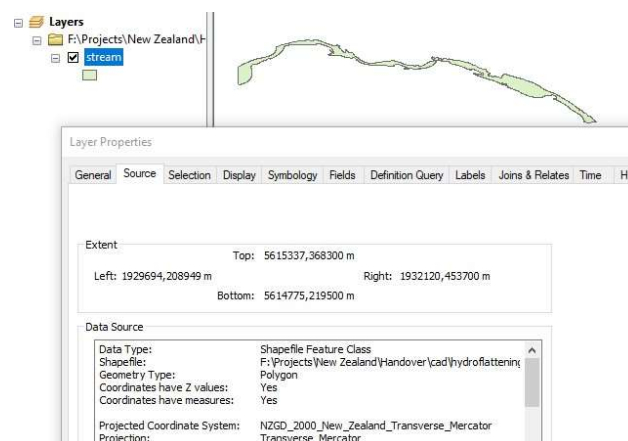 Layers
F:\Projects\New Zealand\H
stream
Layer Properties
General Source Selection Display Symbology Fields Definition Query Labels Joins & Relates Time H
Extent
Top: 5615337,368300 m
Left: 1929694,208949 m Right: 1932120,453700 m
Bottom: 5614775,219500 m
Data Source
Data Type: Shapefile Feature Class
Shapefile: F:\Projects\New Zealand\Handover\cad\hydroflattening
Geometry Type: Polygon
Coordinates have Z values: Yes
Coordinates have measures: Yes
Projected Coordinate System: NZGD_2000_New_Zealand_Transverse_Mercator
Projection: Transverse_Mercator